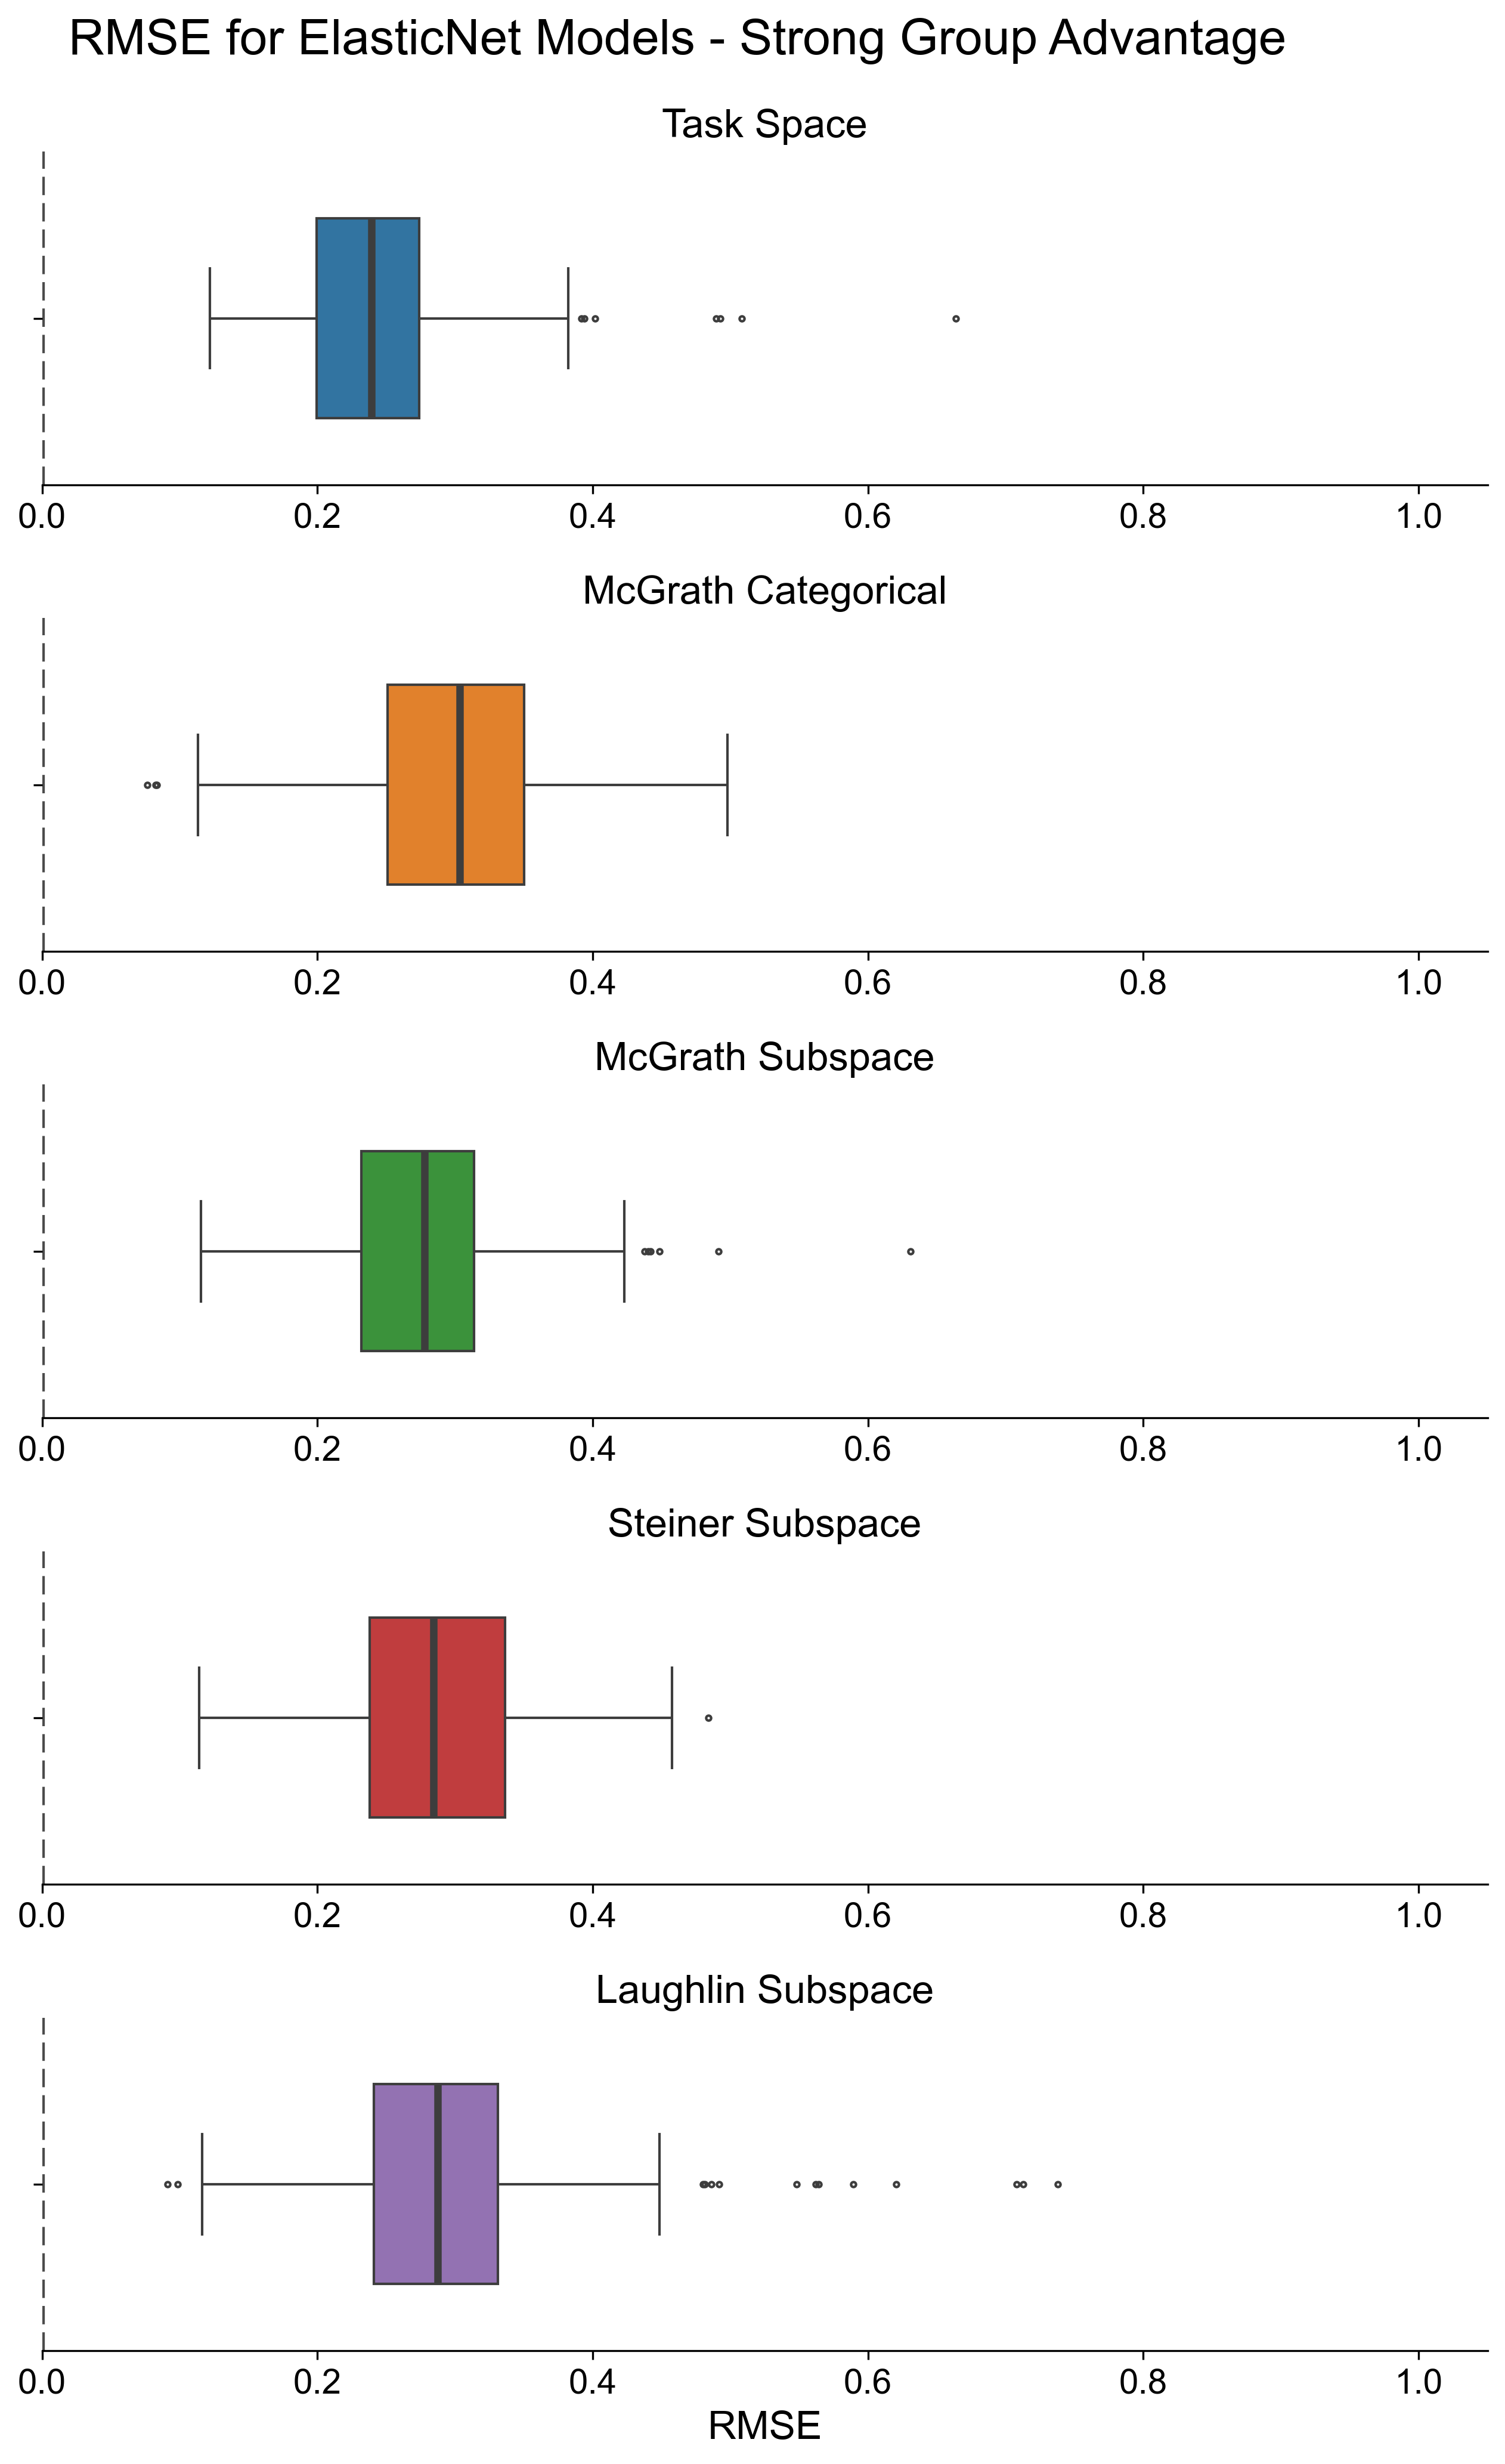 RMSE for ElasticNet Models - Strong Group Advantage
Task Space
0.0 0.2 0.4 0.6 0.8 1.0
McGrath Categorical
0.0 0.2 0.4 0.6 0.8 1.0
McGrath Subspace
0.0 0.2 0.4 0.6 0.8 1.0
Steiner Subspace
0.0 0.2 0.4 0.6 0.8 1.0
Laughlin Subspace
0.0 0.2 0.4 0.6 0.8 1.0
RMSE